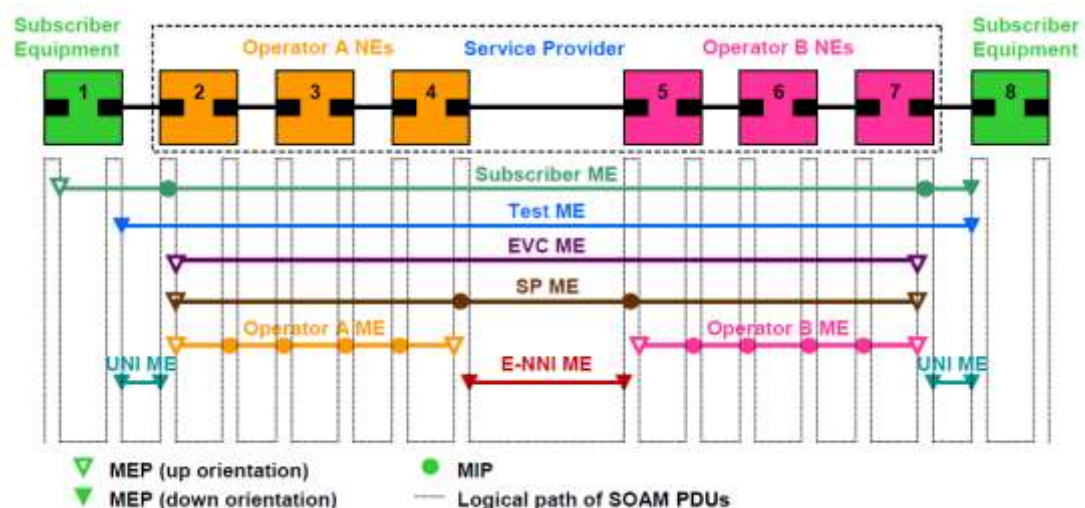 Subscriber Equipment
Operator A NEs
Service Provider
Operator B NEs
Subscriber Equipment
1
2
3
4
5
6
7
8
Subscriber ME
Test ME
EVC ME
SP ME
Operator A ME
Operator B ME
UNI ME
E-NNI ME
UNI ME
MEP (up orientation)
MIP
MEP (down orientation)
Logical path of SOAM PDUs